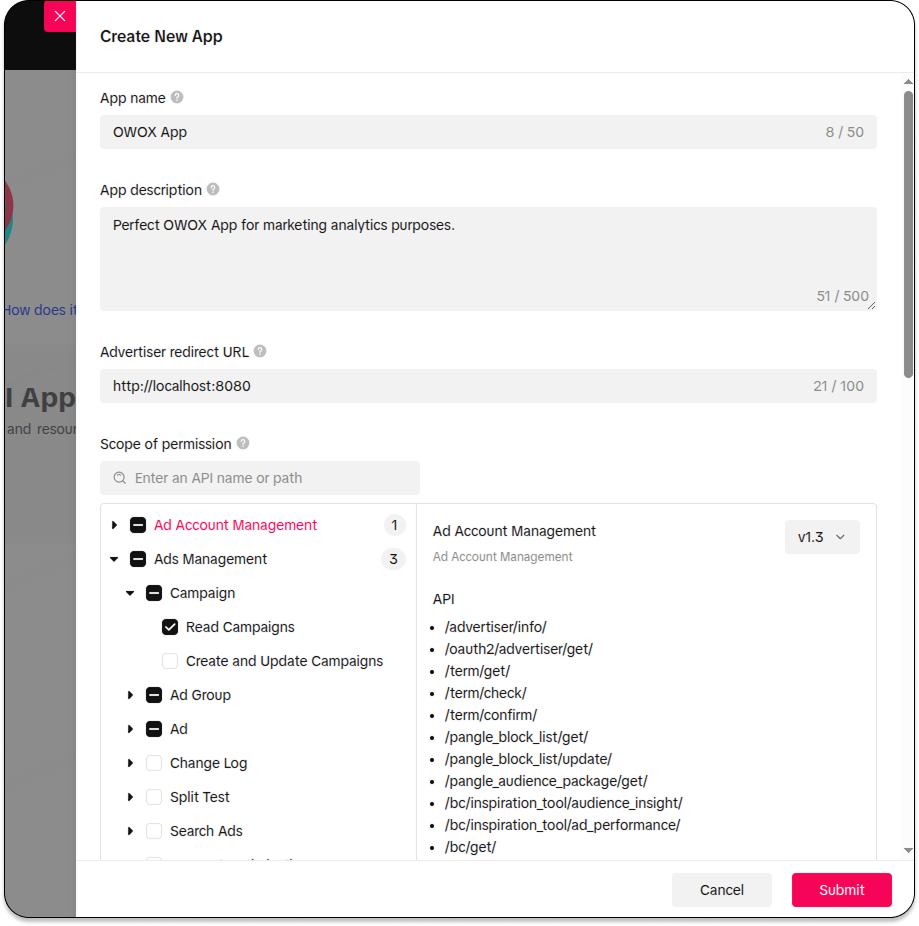 Create New App
App name ?
OWOX App 8 / 50
App description ?
Perfect OWOX App for marketing analytics purposes.
51 / 500
How does it
Advertiser redirect URL ?
http://localhost:8080 21 / 100
I App
and resour
Scope of permission ?
Enter an API name or path
Ad Account Management 1
Ads Management 3
Campaign
Read Campaigns
Create and Update Campaigns
Ad Group
Ad
Change Log
Split Test
Search Ads
Ad Account Management
v1.3
Ad Account Management
API
/advertiser/info/
/oauth2/advertiser/get/
/term/get/
/term/check/
/term/confirm/
/pangle_block_list/get/
/pangle_block_list/update/
/pangle_audience_package/get/
/bc/inspiration_tool/audience_insight/
/bc/inspiration_tool/ad_performance/
/bc/get/
Cancel
Submit